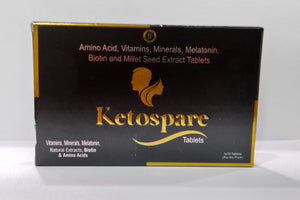 Amino Acid, Vitamins, Minerals, Melatonin,
Biotin and Millet Seed Extract Tablets
Ketospare
Tablets
Vitamins, Minerals, Melatonin,
Natural Extracts, Biotin
& Amino Acids